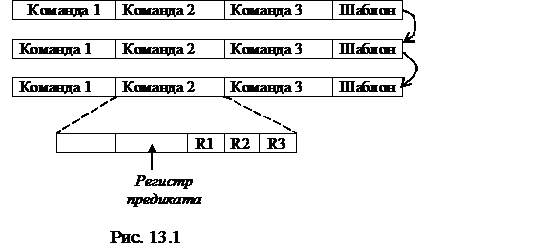 Команда 1 Команда 2 Команда 3 Шаблон
Команда 1 Команда 2 Команда 3 Шаблон
Команда 1 Команда 2 Команда 3 Шаблон
R1 R2 R3
Регистр
предиката
Рис. 13.1